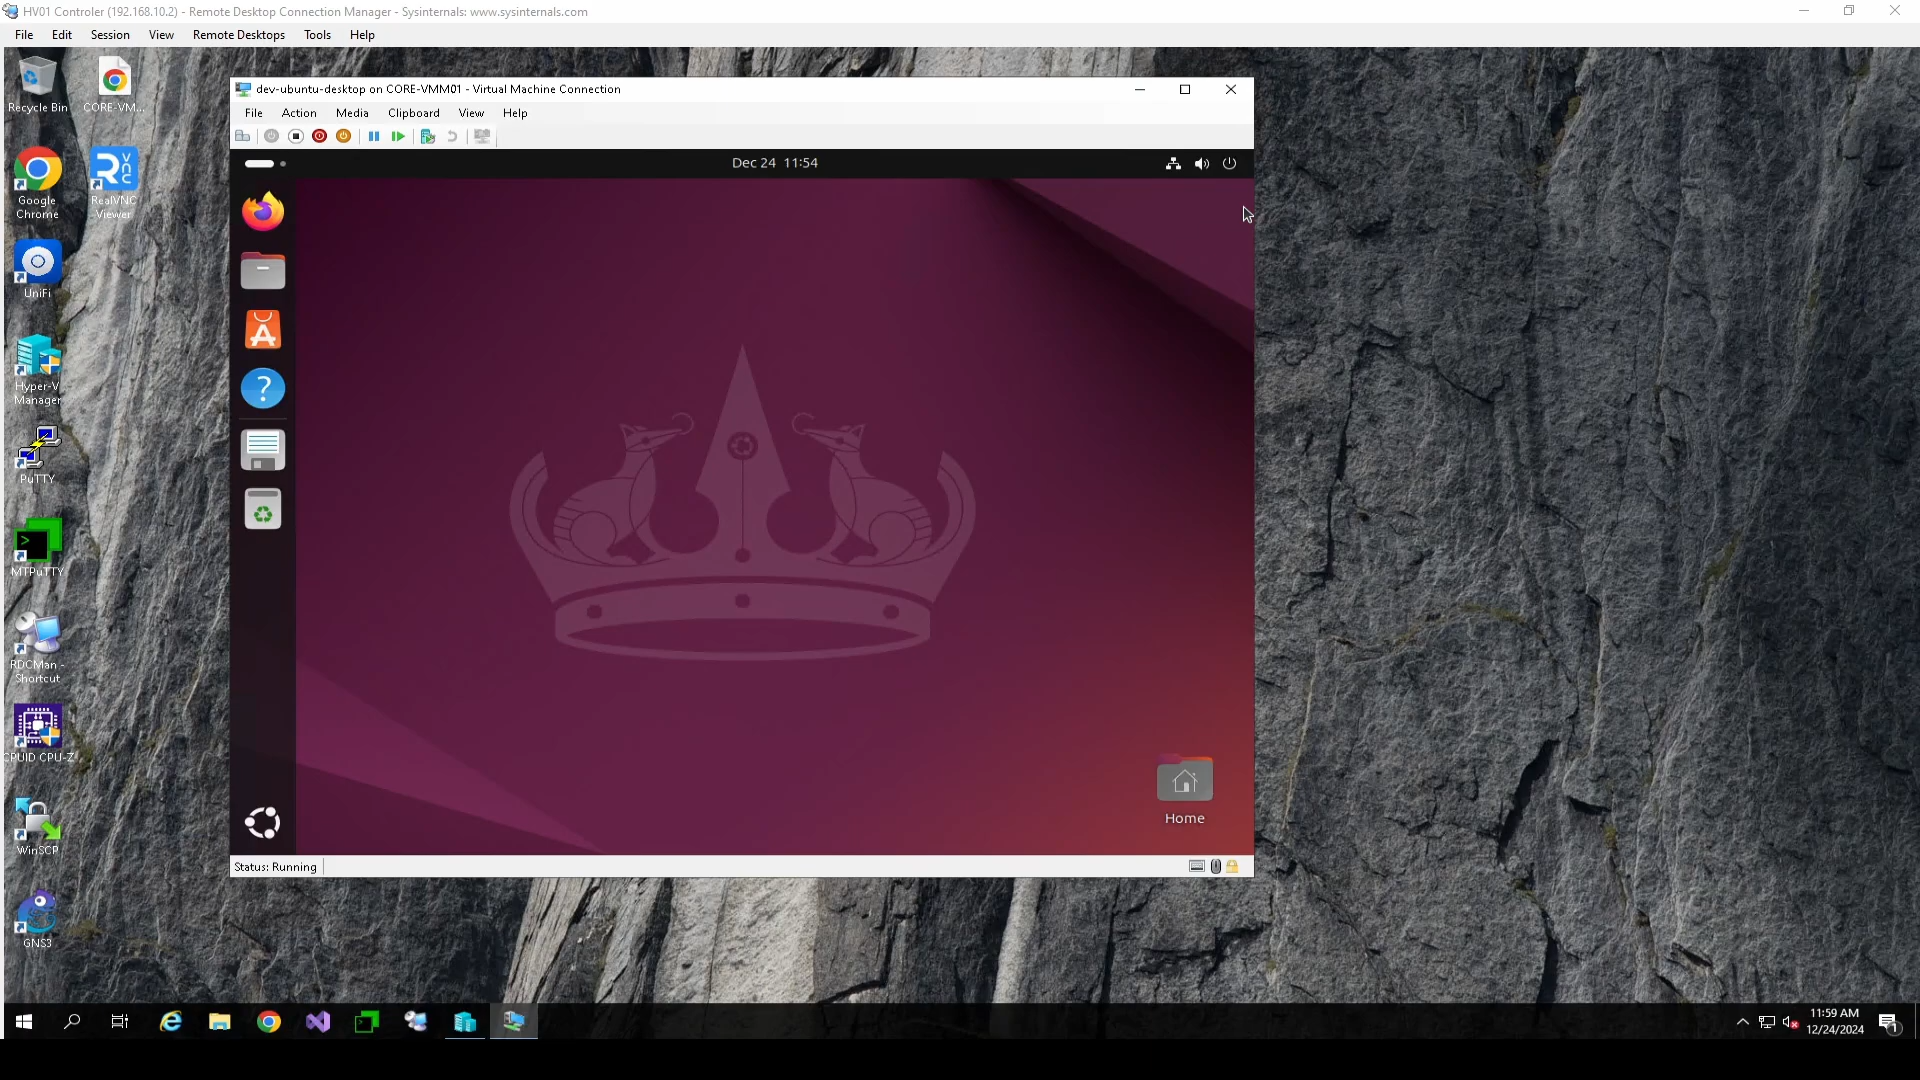 HV01 Controler (192.168.10.2) - Remote Desktop Connection Manager - Sysinternals: www.sysinternals.com
File Edit Session View Remote Desktops Tools Help
Recycle Bin
CORE-VM...
Google
Chrome
RealVNC
Viewer
UniFi
Hyper-V
Manager
PuTTY
MTPuTTY
RDCMan -
Shortcut
CPUID CPU-Z
WinSCP
GNS3
dev-ubuntu-desktop on CORE-VMM01 - Virtual Machine Connection
File Action Media Clipboard View Help
Dec 24 11:54
Home
Status: Running
11:59 AM
12/24/2024
1